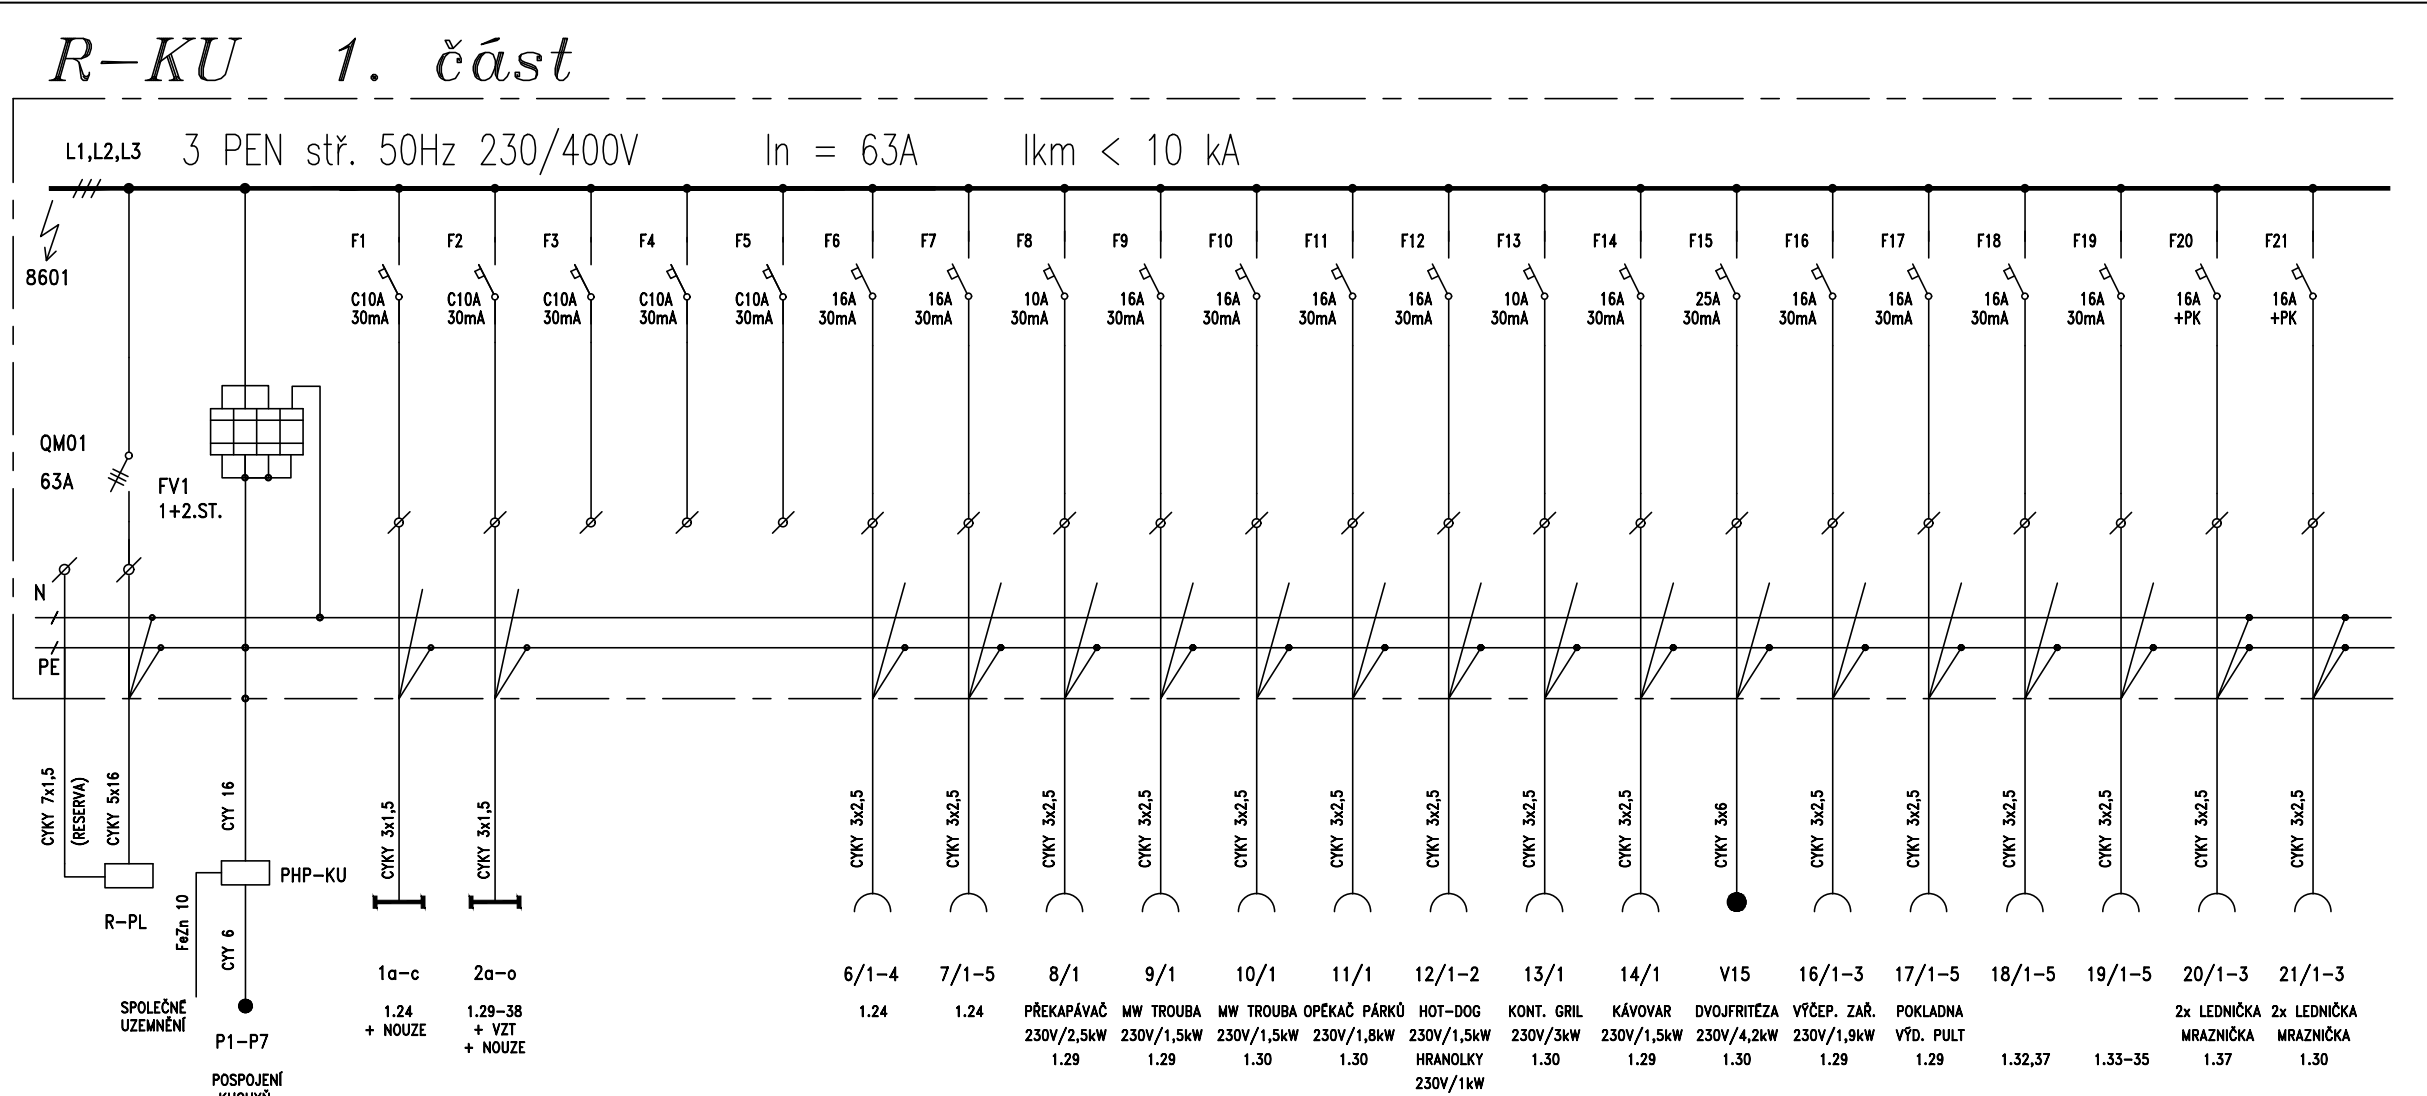 R-KU 1. část
L1,L2,L3 3 PEN stř. 50Hz 230/400V In = 63A Ikm < 10 kA
8601
F1 F2 F3 F4 F5 F6 F7 F8 F9 F10 F11 F12 F13 F14 F15 F16 F17 F18 F19 F20 F21
C10A C10A C10A C10A C10A 16A 16A 10A 16A 16A 16A 16A 10A 16A 25A 16A 16A 16A 16A 16A 16A
30mA 30mA 30mA 30mA 30mA 30mA 30mA 30mA 30mA 30mA 30mA 30mA 30mA 30mA 30mA 30mA 30mA 30mA 30mA +PK +PK
QM01
63A
FV1
1+2.ST.
N
PE
CYKY 7x1,5
(RESERVA)
CYKY 5x16
CYY 16
CYKY 3x1,5 CYKY 3x1,5 CYKY 3x2,5 CYKY 3x2,5 CYKY 3x2,5 CYKY 3x2,5 CYKY 3x2,5 CYKY 3x2,5 CYKY 3x2,5 CYKY 3x2,5 CYKY 3x2,5 CYKY 3x6 CYKY 3x2,5 CYKY 3x2,5 CYKY 3x2,5 CYKY 3x2,5 CYKY 3x2,5 CYKY 3x2,5
PHP-KU
R-PL
FeZn 10
CYY 6
SPOLEČNÉ
UZEMNĚNÍ
P1-P7
POSPOJENÍ
1a-c 2a-o 6/1-4 7/1-5 8/1 9/1 10/1 11/1 12/1-2 13/1 14/1 V15 16/1-3 17/1-5 18/1-5 19/1-5 20/1-3 21/1-3
1.24 1.29-38 1.24 1.24 PŘEKAPÁVAČ MW TROUBA MW TROUBA OPÉKAČ PÁRKŮ HOT-DOG KONT. GRIL KÁVOVAR DVOJFRITÉZA VÝČEP. ZAŘ. POKLADNA 2x LEDNIČKA 2x LEDNIČKA
+ NOUZE + VZT 230V/2,5kW 230V/1,5kW 230V/1,5kW 230V/1,8kW 230V/1,5kW 230V/3kW 230V/1,5kW 230V/4,2kW 230V/1,9kW VÝD. PULT MRAZNIČKA MRAZNIČKA
+ NOUZE 1.29 1.29 1.30 1.30 HRANOLKY 1.30 1.29 1.30 1.29 1.29 1.32,37 1.33-35 1.37 1.30
230V/1kW